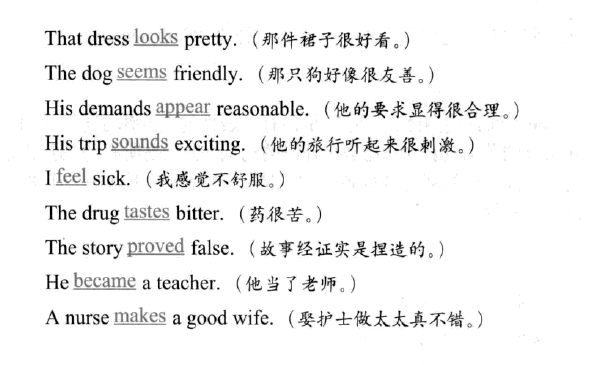 That dress looks pretty. (那件裙子很好看。)
The dog seems friendly. (那只狗好像很友善。)
His demands appear reasonable. (他的要求显得很合理。)
His trip sounds exciting. (他的旅行听起来很刺激。)
I feel sick. (我感觉不舒服。)
The drug tastes bitter. (药很苦。)
The story proved false. (故事经证实是捏造的。)
He became a teacher. (他当了老师。)
A nurse makes a good wife. (娶护士做太太真不错。)